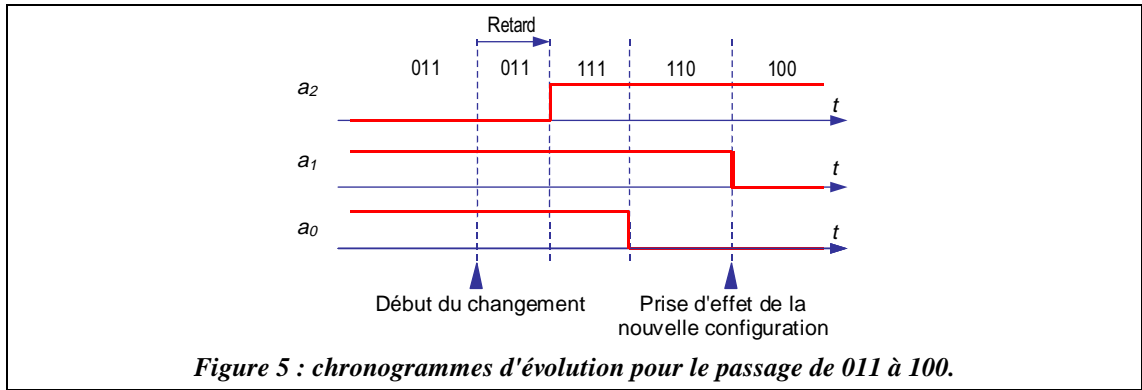 Retard
011 011 111 110 100
a2
t
a1
t
a0
t
Début du changement
Prise d'effet de la
nouvelle configuration
Figure 5 : chronogrammes d'évolution pour le passage de 011 à 100.